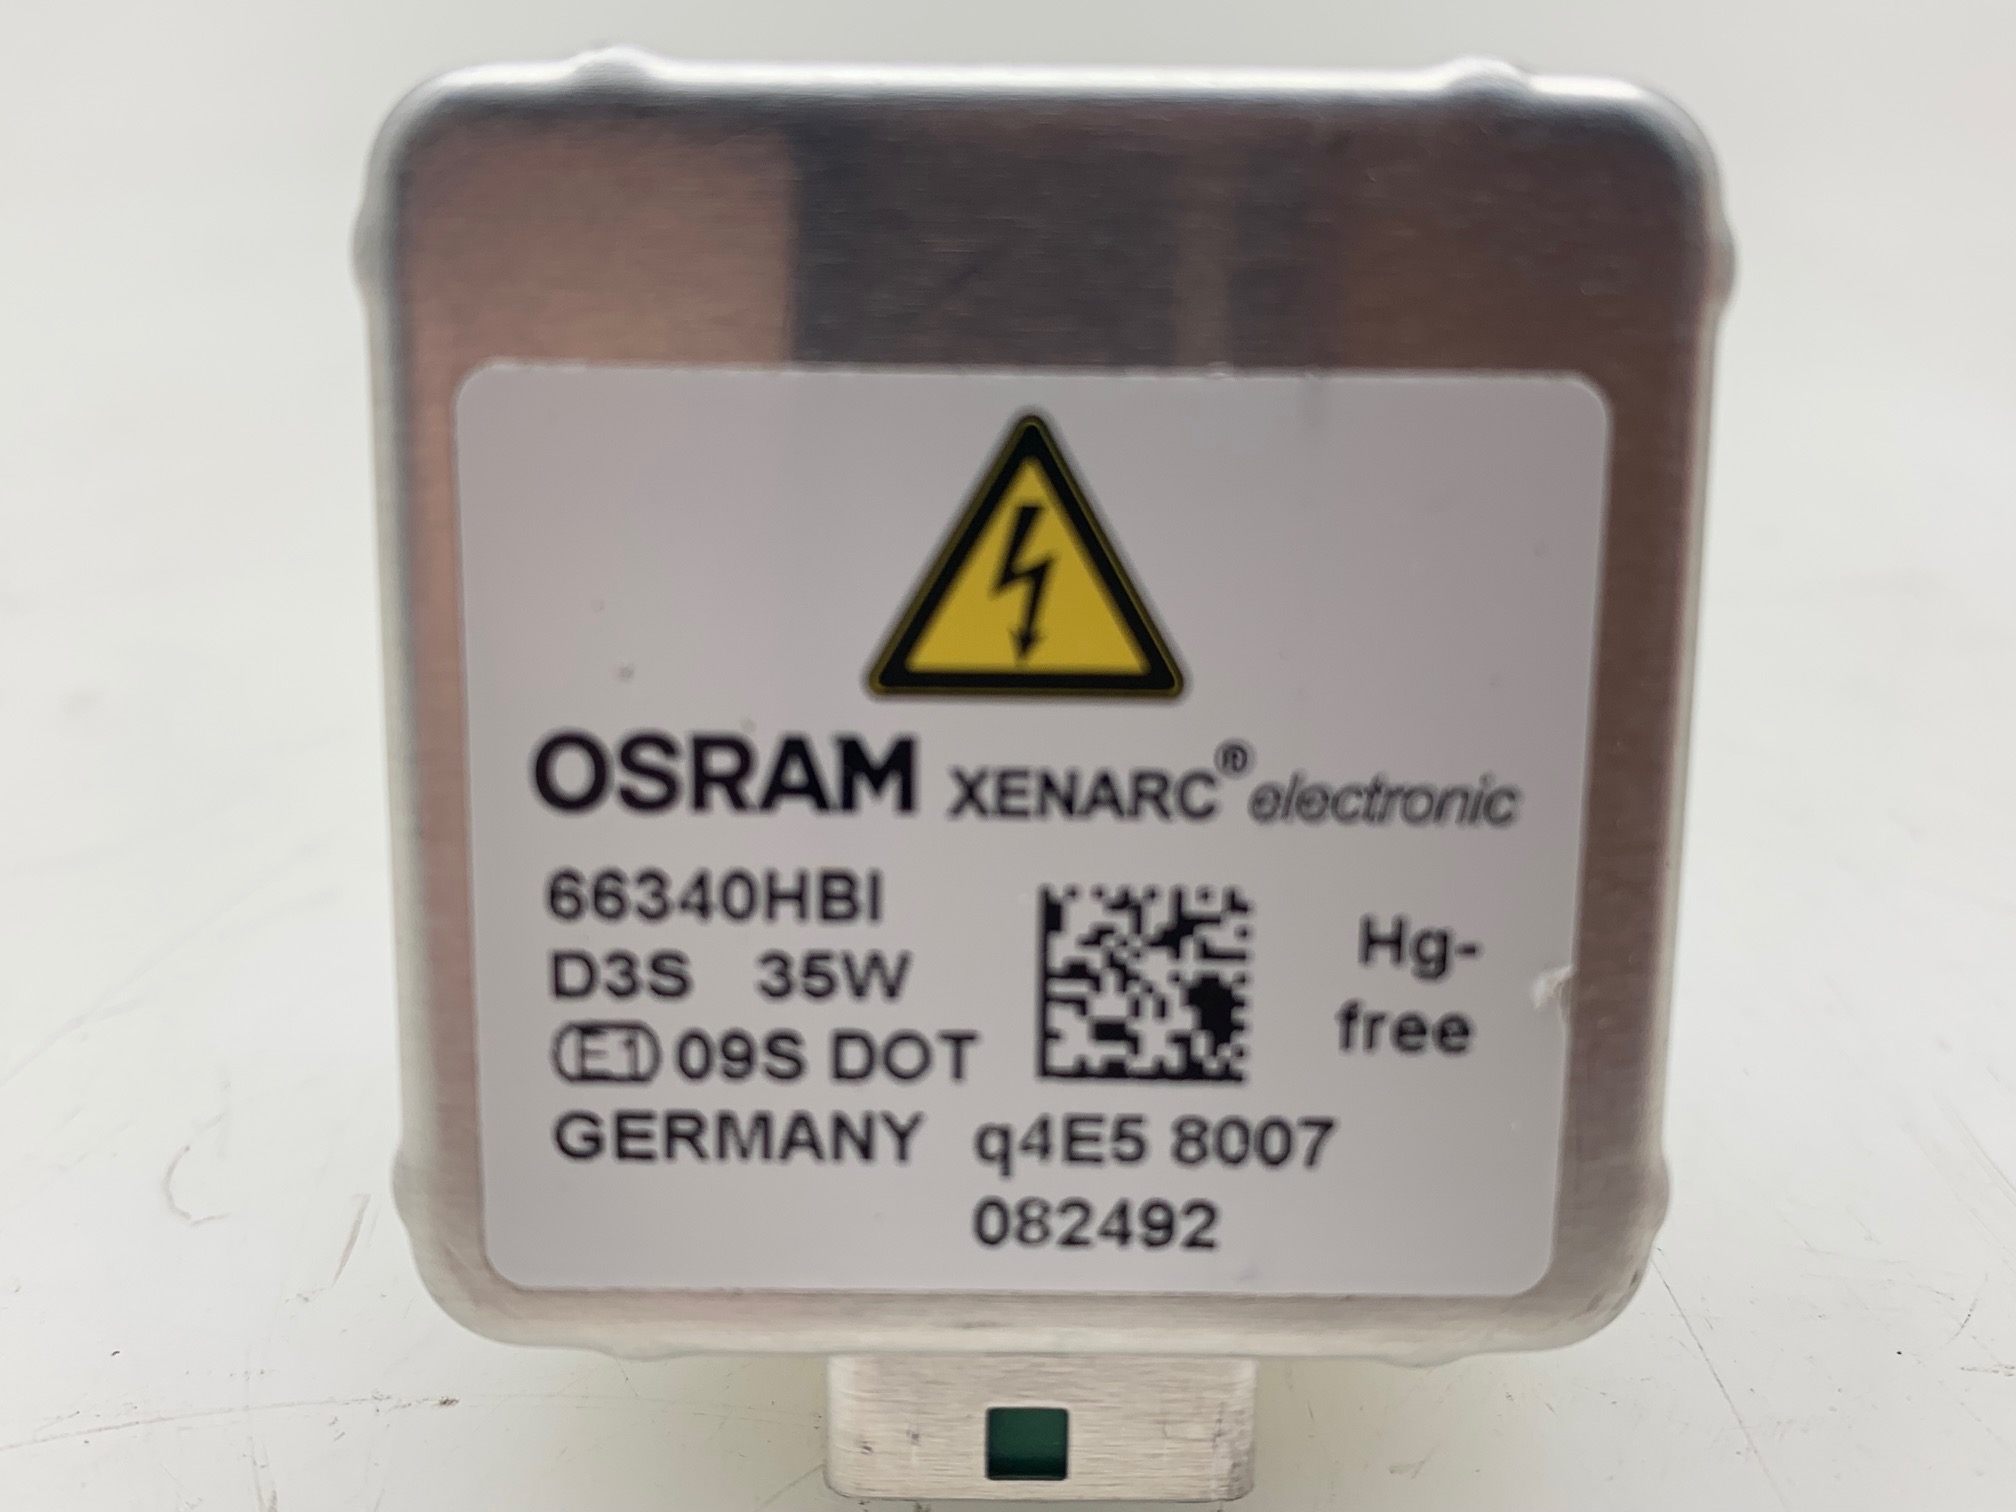 OSRAM XENARC® electronic
66340HBI
D3S 35W
Hg-
free
E1 09S DOT
GERMANY q4E5 8007
082492